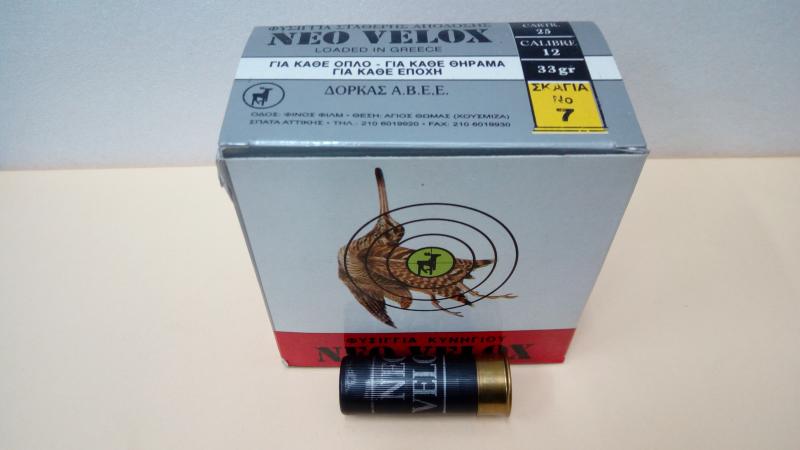 ΦΥΣΙΓΓΙΑ ΣΤΑΘΕΡΗΣ ΑΠΟΔΟΣΗΣ
NEO VELOX
LOADED IN GREECE
ΓΙΑ ΚΑΘΕ ΟΠΛΟ - ΓΙΑ ΚΑΘΕ ΘΗΡΑΜΑ
ΓΙΑ ΚΑΘΕ ΕΠΟΧΗ
ΔΟΡΚΑΣ Α.Β.Ε.Ε.
ΟΔΟΣ: ΦΙΝΟΣ ΦΙΛΜ • ΘΕΣΗ: ΑΓΙΟΣ ΘΩΜΑΣ (ΧΟΥΣΜΙΖΑ)
ΣΠΑΤΑ ΑΤΤΙΚΗΣ • ΤΗΛ.: 210 6019920 • FAX: 210 6019930
CARTR.
25
CALIBRE
12
33gr
ΣΚΑΓΙΑ
No
7
ΦΥΣΙΓΓΙΑ ΚΥΝΗΓΙΟΥ
NEO VELOX
NEO
VELO